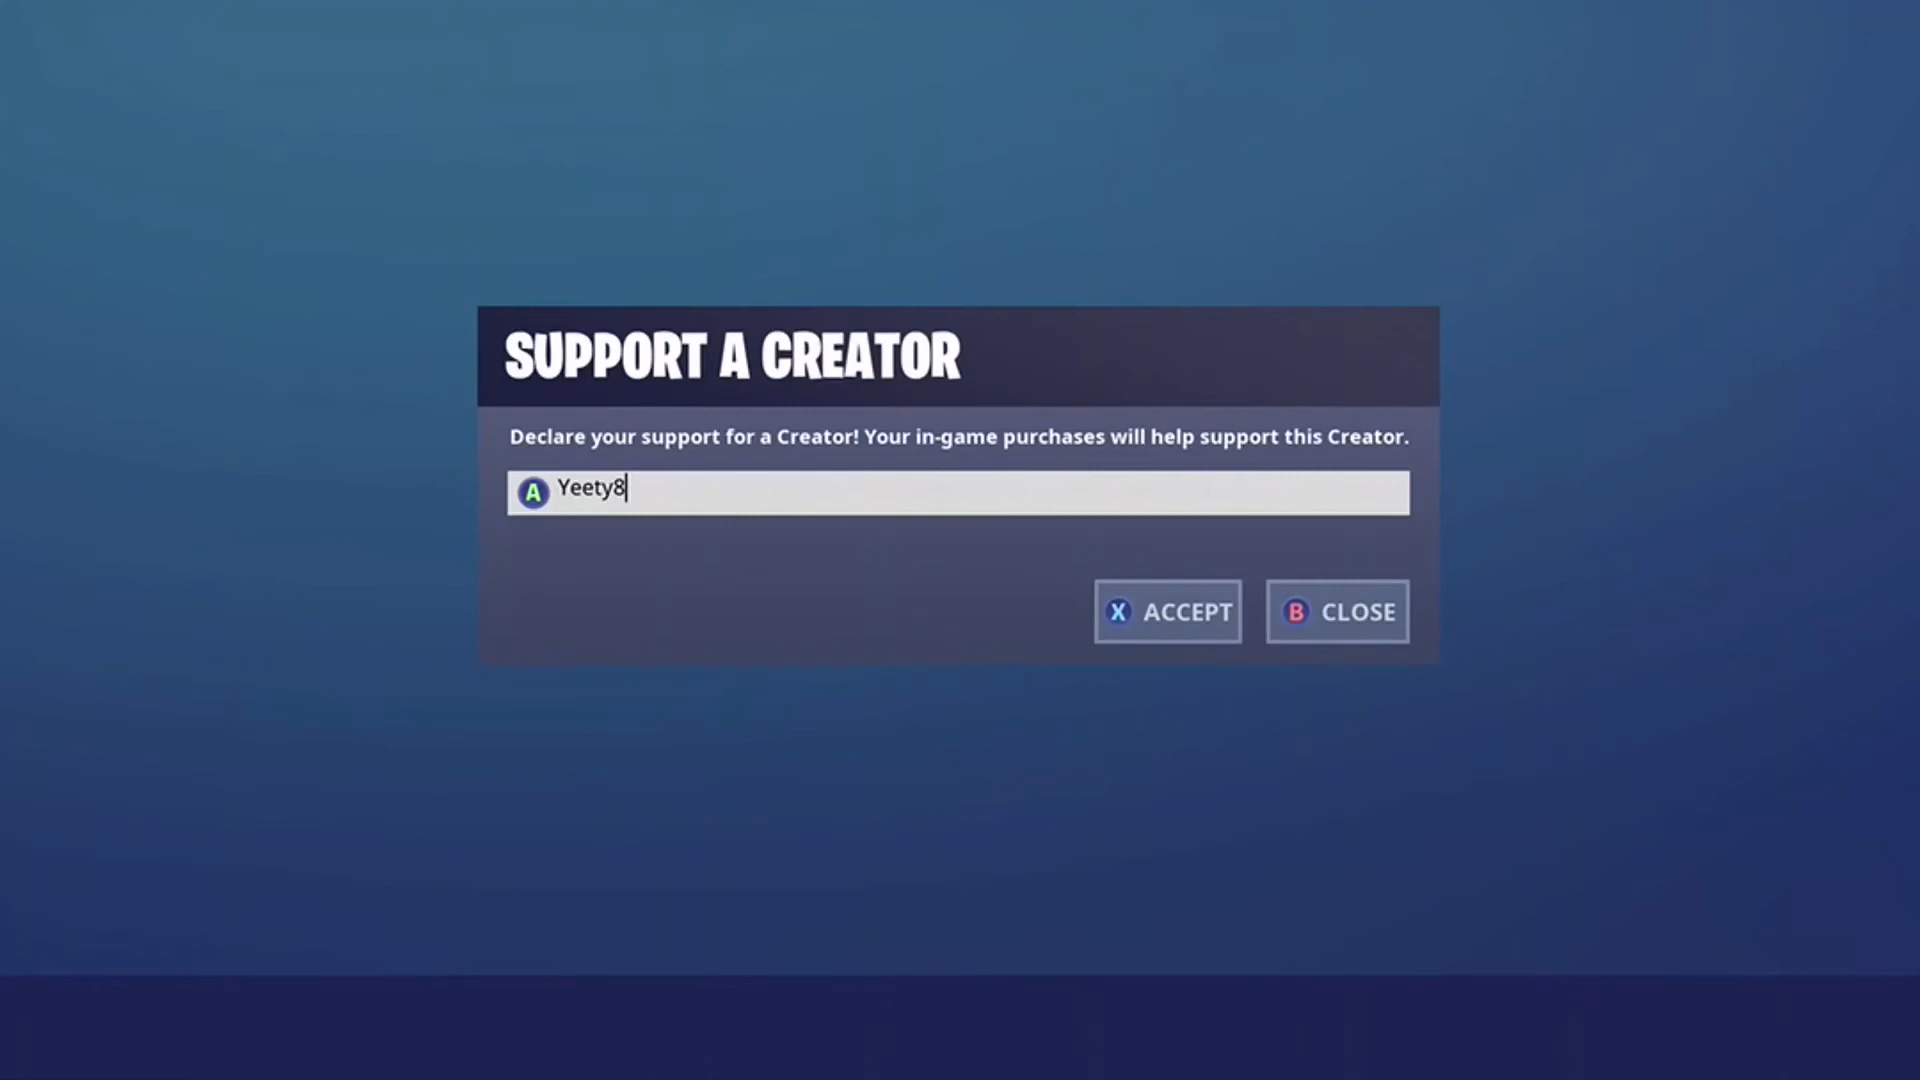 SUPPORT A CREATOR
Declare your support for a Creator! Your in-game purchases will help support this Creator.
A Yeety8
X ACCEPT B CLOSE